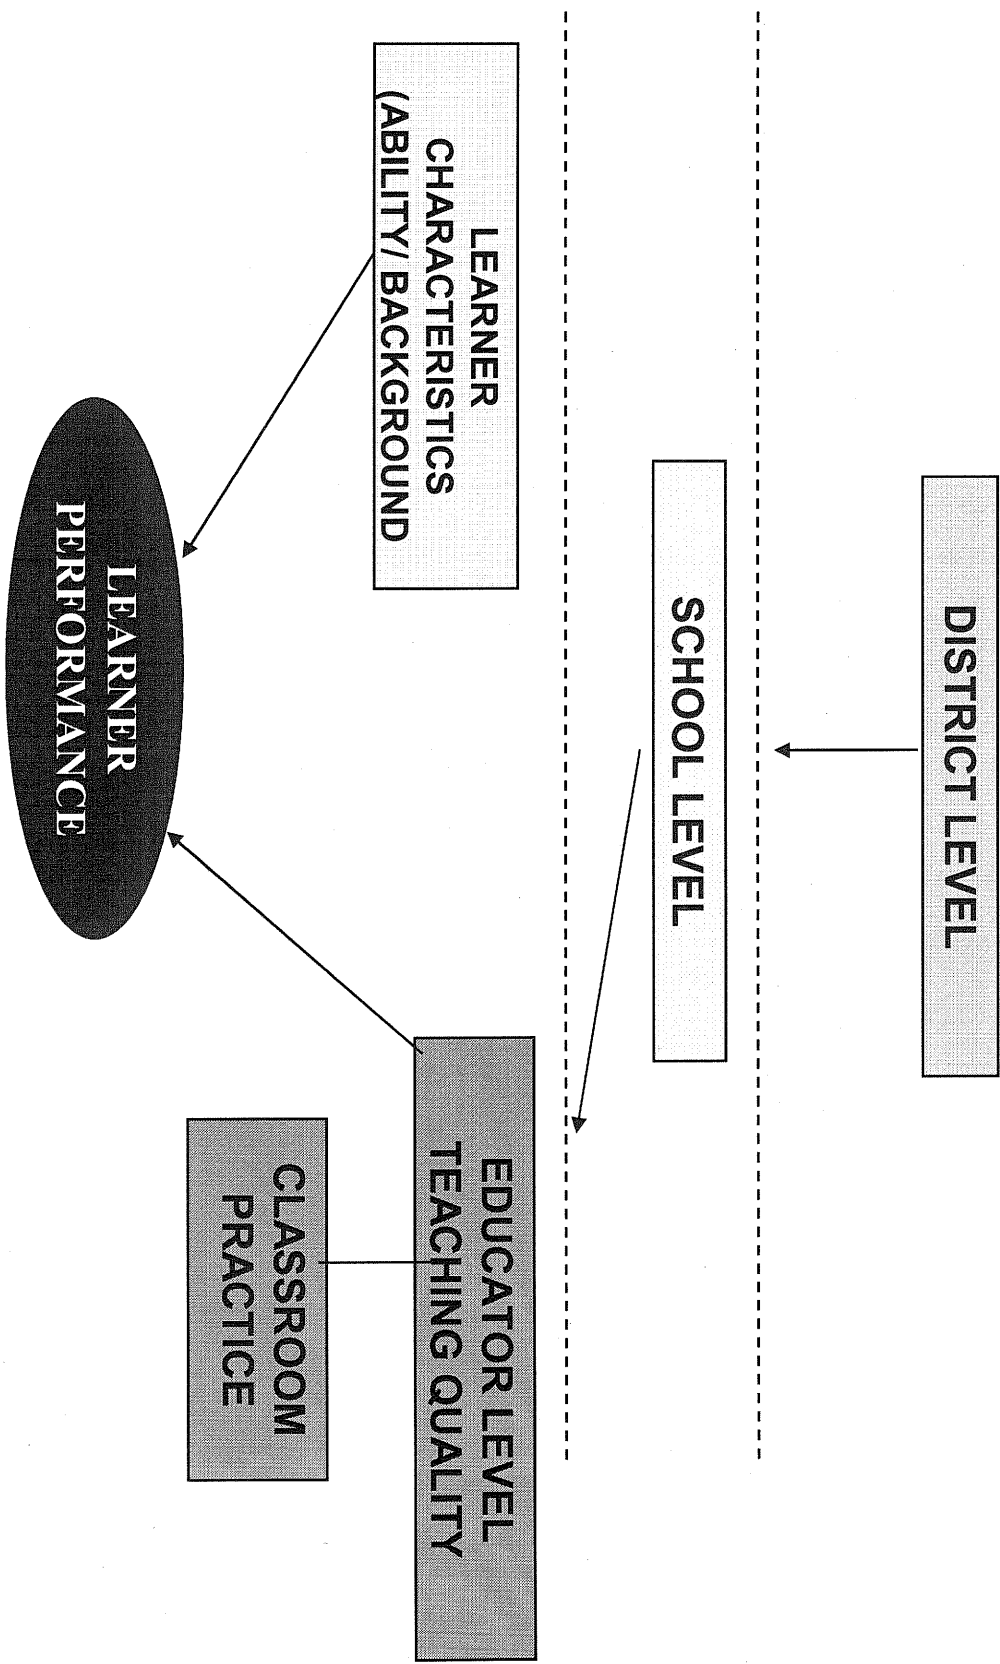 DISTRICT LEVEL
SCHOOL LEVEL
LEARNER
CHARACTERISTICS
(ABILITY/ BACKGROUND
EDUCATOR LEVEL
TEACHING QUALITY
CLASSROOM
PRACTICE
LEARNER
PERFORMANCE